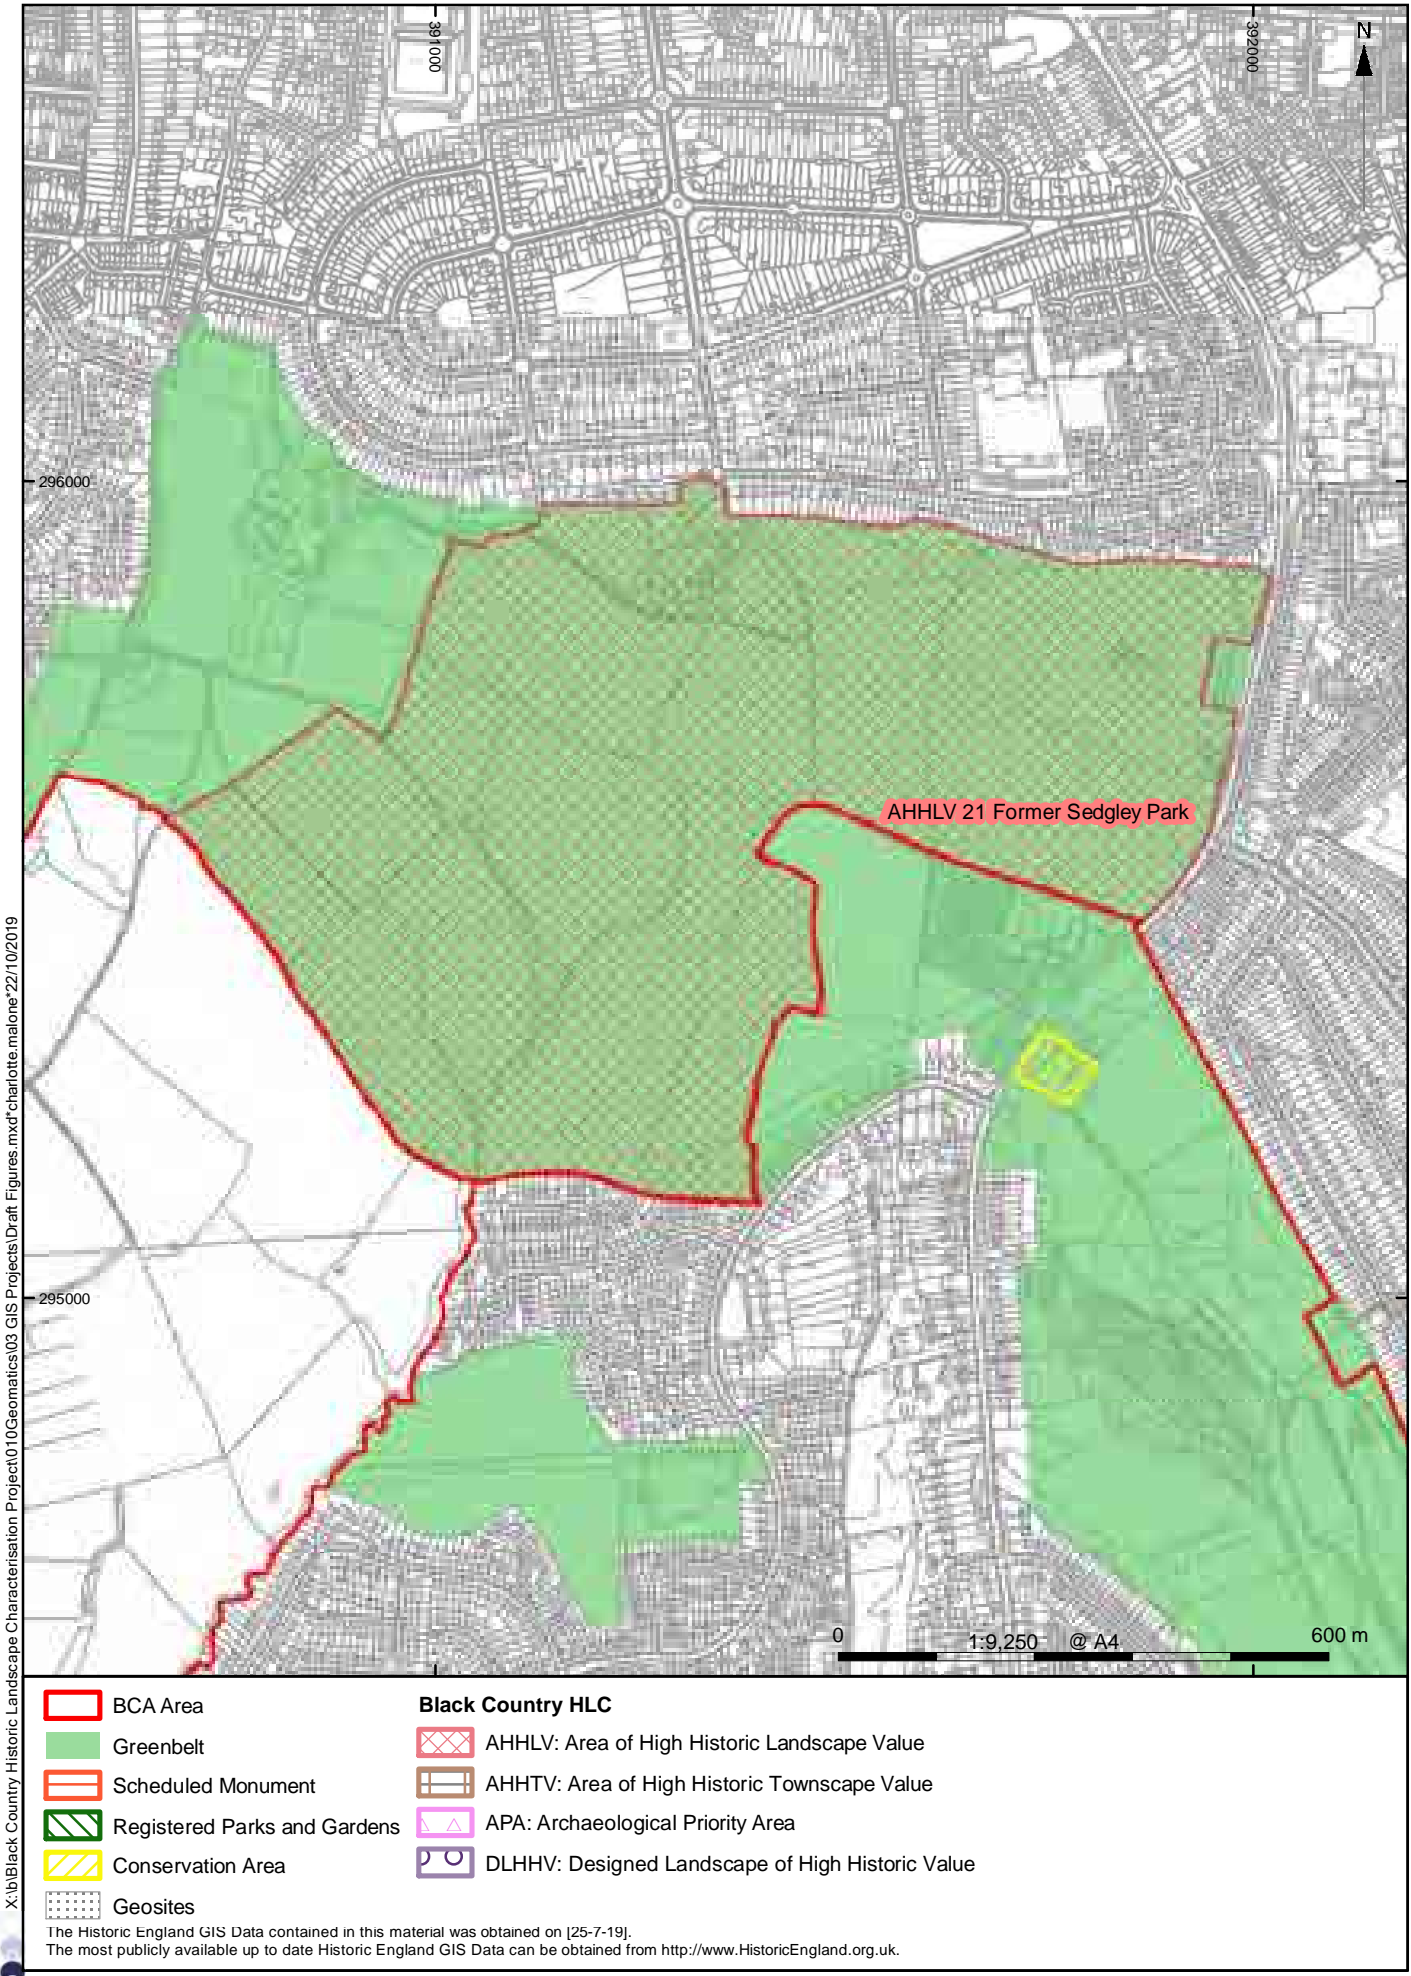 391000
392000
N
296000
AHHLV 21 Former Sedgley Park
295000
0
1:9,250 @ A4
600 m
X:\b\Black Country Historic Landscape Characterisation Project\010Geomatics\03 GIS Projects\Draft Figures.mxd*charlotte.malone*22/10/2019
BCA Area
Greenbelt
Scheduled Monument
Registered Parks and Gardens
Conservation Area
Geosites
Black Country HLC
AHHLV: Area of High Historic Landscape Value
AHHTV: Area of High Historic Townscape Value
APA: Archaeological Priority Area
DLHHV: Designed Landscape of High Historic Value
The Historic England GIS Data contained in this material was obtained on [25-7-19].
The most publicly available up to date Historic England GIS Data can be obtained from http://www.HistoricEngland.org.uk.